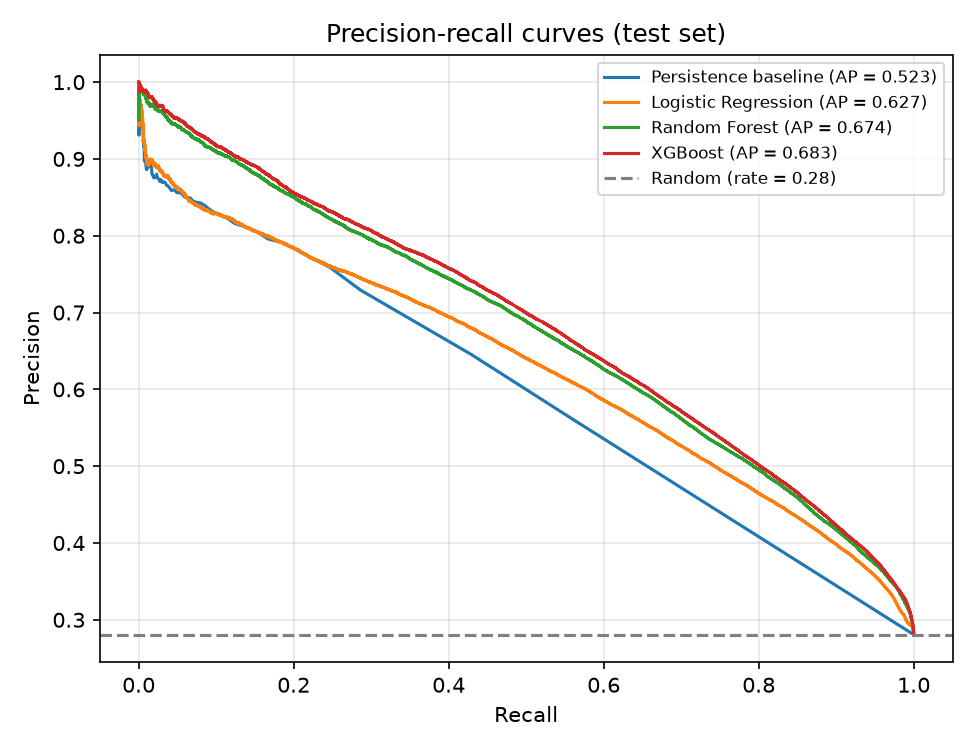 Precision-recall curves (test set)
Persistence baseline (AP = 0.523)
Logistic Regression (AP = 0.627)
Random Forest (AP = 0.674)
XGBoost (AP = 0.683)
Random (rate = 0.28)
Precision
1.0
0.9
0.8
0.7
0.6
0.5
0.4
0.3
0.0 0.2 0.4 0.6 0.8 1.0
Recall